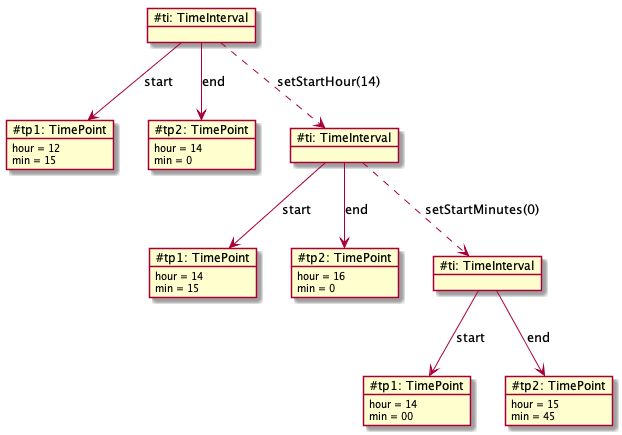 #ti: TimeInterval
start
end
setStartHour(14)
#tp1: TimePoint
hour = 12
min = 15
#tp2: TimePoint
hour = 14
min = 0
#ti: TimeInterval
start
end
setStartMinutes(0)
#tp1: TimePoint
hour = 14
min = 15
#tp2: TimePoint
hour = 16
min = 0
#ti: TimeInterval
start
end
#tp1: TimePoint
hour = 14
min = 00
#tp2: TimePoint
hour = 15
min = 45